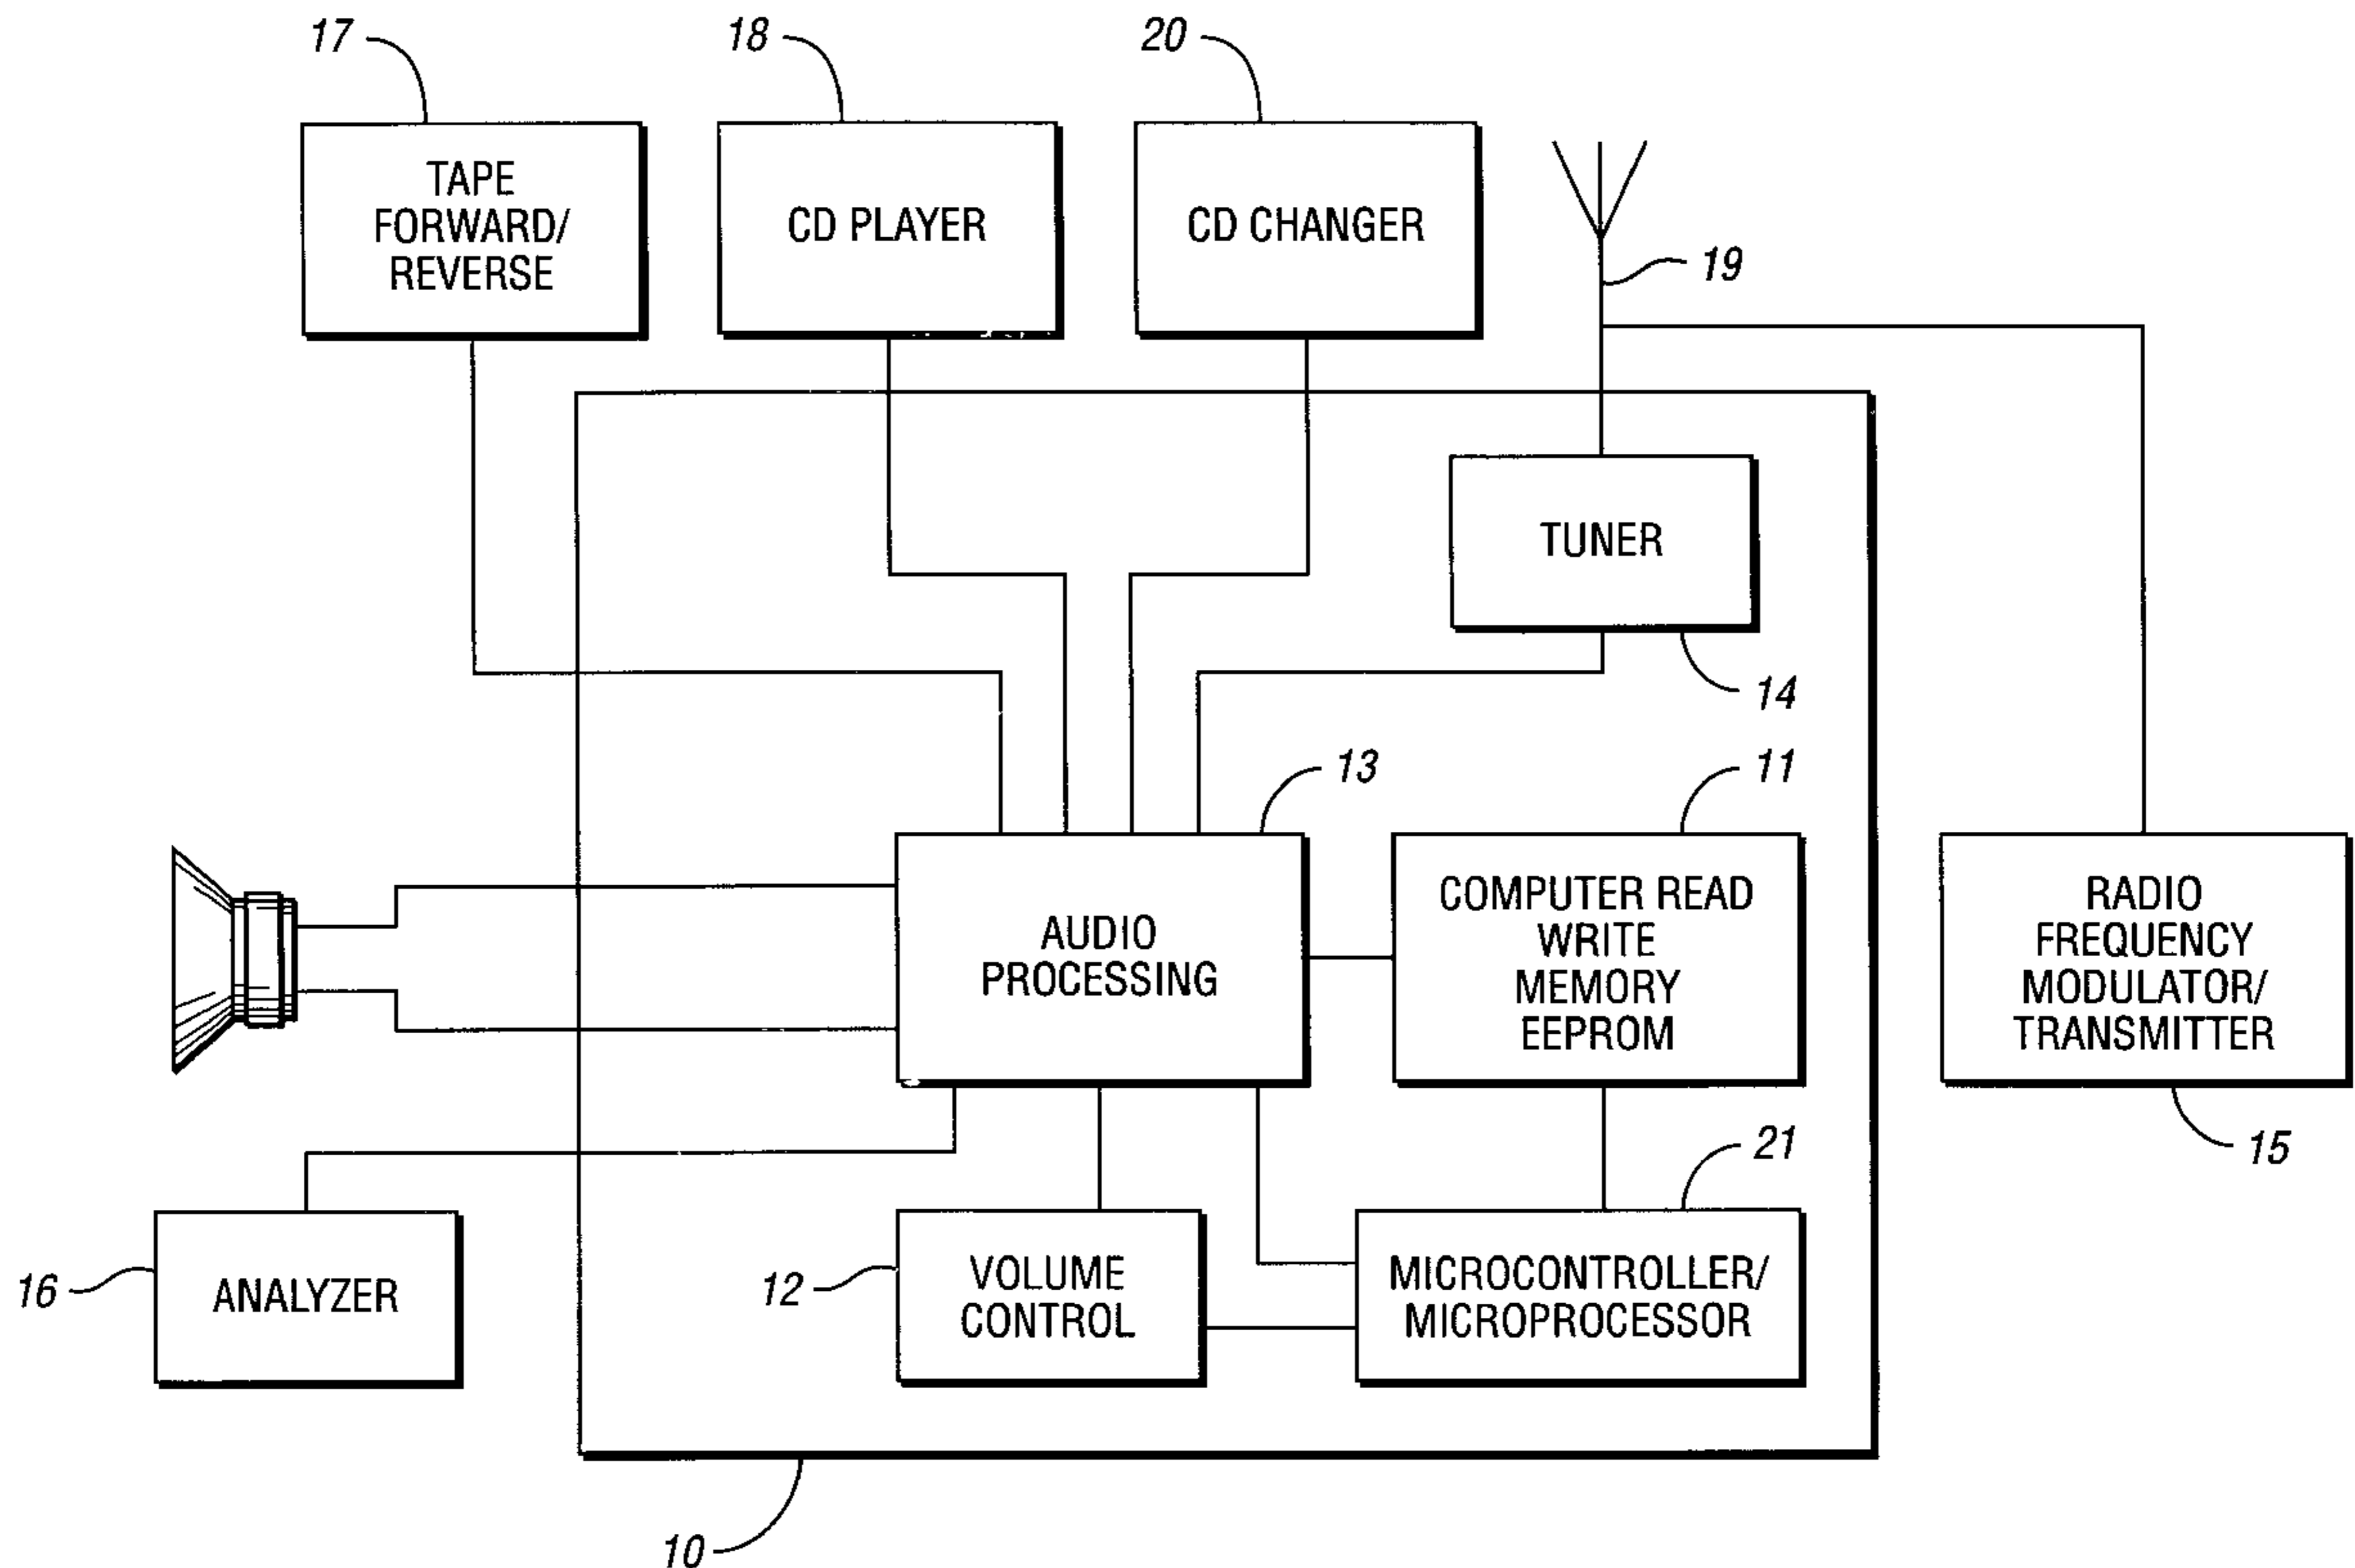 17
18
20
TAPE
FORWARD/
REVERSE
CD PLAYER
CD CHANGER
19
TUNER
14
13
11
AUDIO
PROCESSING
COMPUTER READ
WRITE
MEMORY
EEPROM
RADIO
FREQUENCY
MODULATOR/
TRANSMITTER
15
21
16
ANALYZER
12
VOLUME
CONTROL
MICROCONTROLLER/
MICROPROCESSOR
10